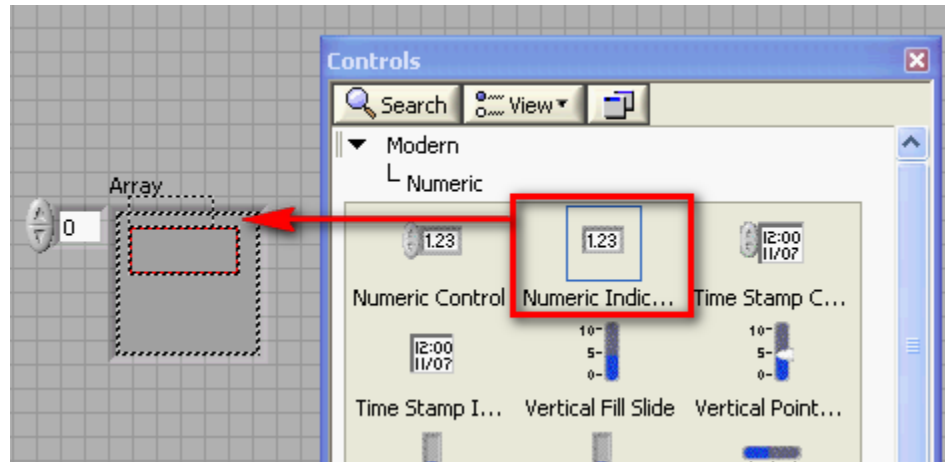 Controls
Search View
Modern
Numeric
Array
0
1.23 1.23 12:00
11/07
Numeric Control Numeric Indic... Time Stamp C...
12:00
11/07
10-
5-
0-
10-
5-
0-
Time Stamp I... Vertical Fill Slide Vertical Point...